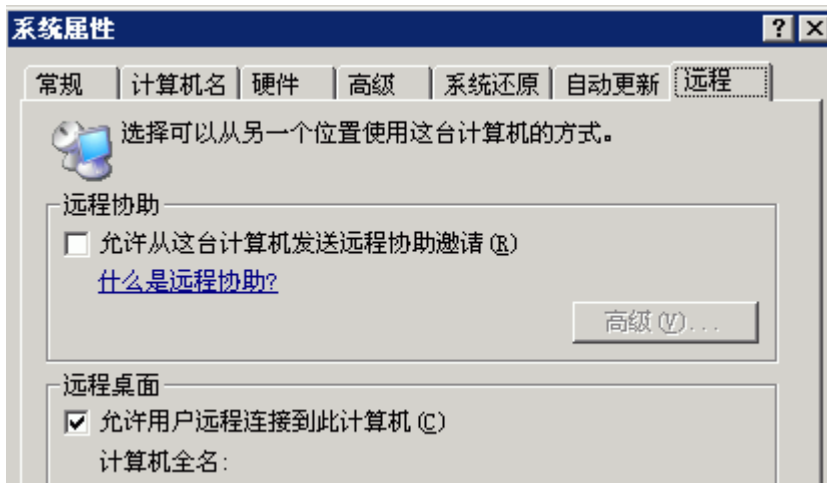 系统属性
常规 计算机名 硬件 高级 系统还原 自动更新 远程
选择可以从另一个位置使用这台计算机的方式。
远程协助
允许从这台计算机发送远程协助邀请(R)
什么是远程协助?
高级(V)...
远程桌面
允许用户远程连接到此计算机(C)
计算机全名: